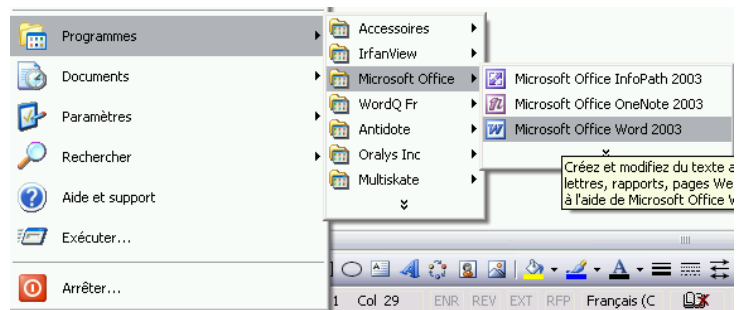 Programmes
Documents
Paramètres
Rechercher
Aide et support
Exécuter...
Arrêter...
Accessoires
IrfanView
Microsoft Office
WordQ Fr
Antidote
Oralys Inc
Multiskate
Microsoft Office InfoPath 2003
Microsoft Office OneNote 2003
Microsoft Office Word 2003
Créez et modifiez du texte a
lettres, rapports, pages We
à l'aide de Microsoft Office W
1 Col 29 ENR REV EXT RFP Français (C